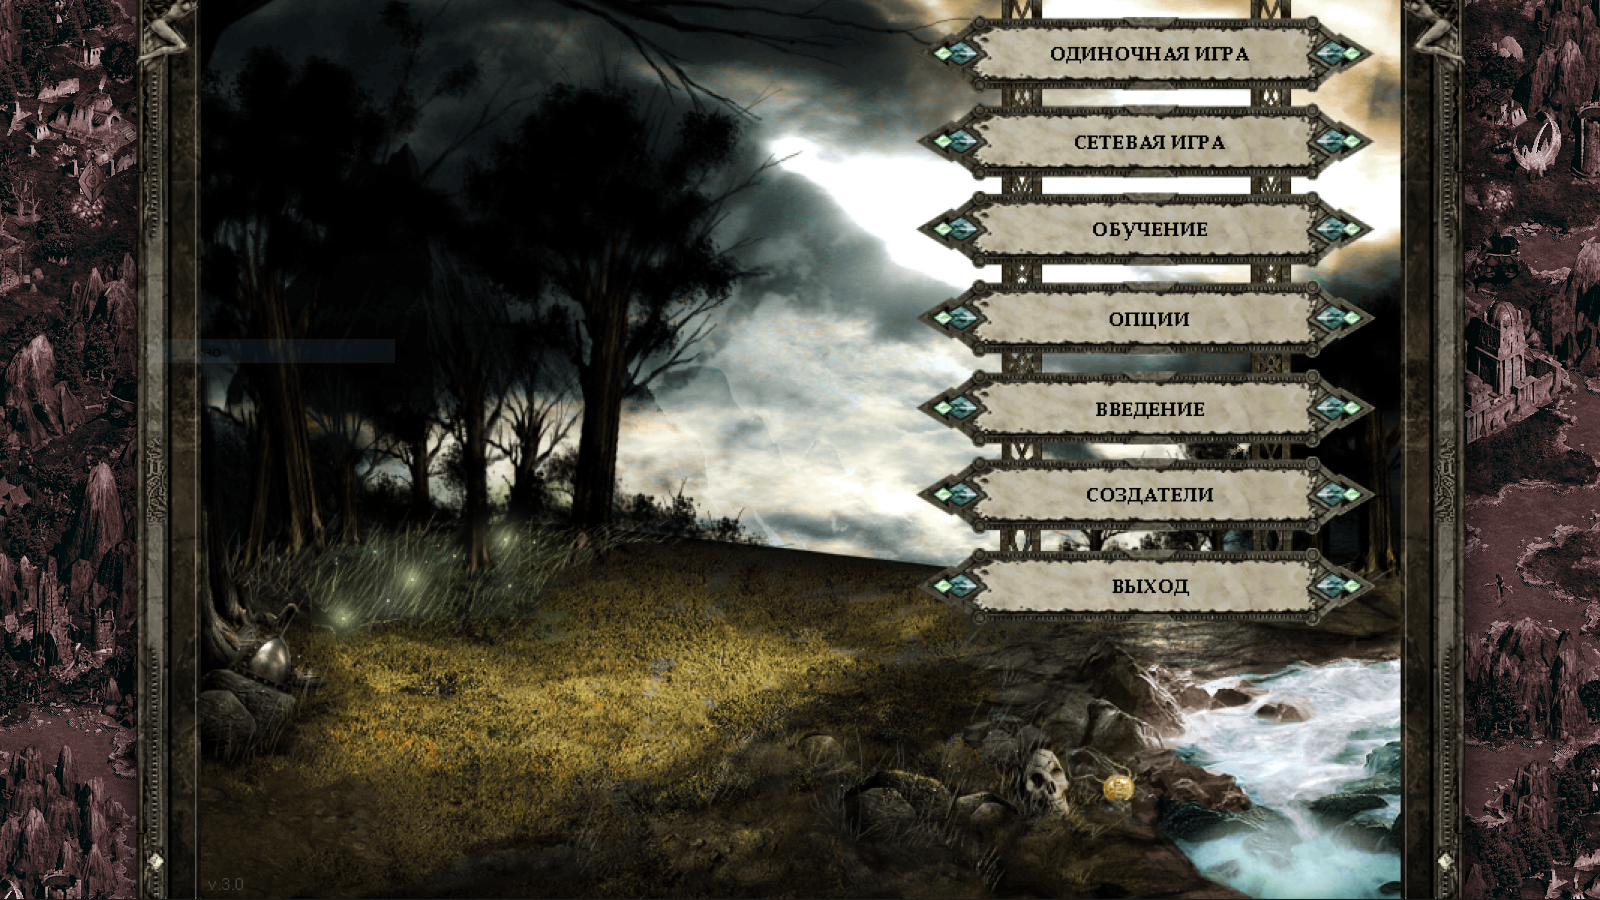 ОДИНОЧНАЯ ИГРА
СЕТЕВАЯ ИГРА
ОБУЧЕНИЕ
ОПЦИИ
ВВЕДЕНИЕ
СОЗДАТЕЛИ
ВЫХОД
v.3.0